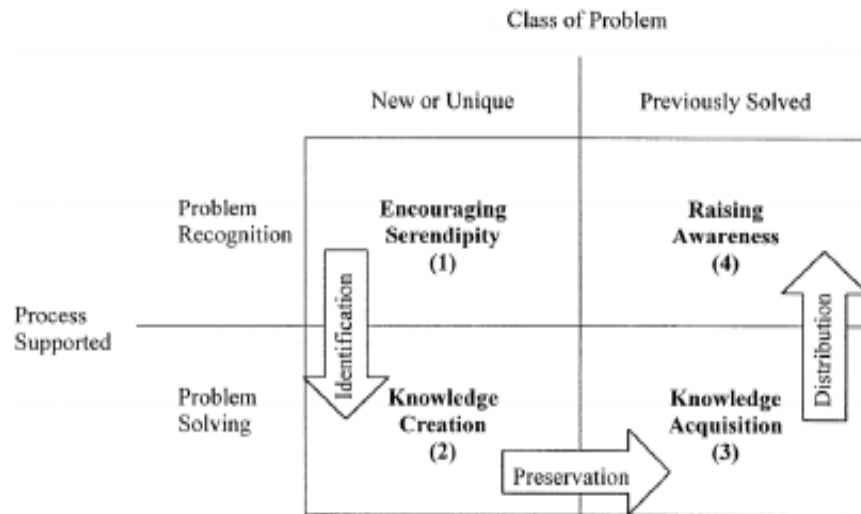 Class of Problem
New or Unique
Previously Solved
Problem
Recognition
Encouraging
Serendipity
(1)
Raising
Awareness
(4)
Identification
Distribution
Process
Supported
Problem
Solving
Knowledge
Creation
(2)
Knowledge
Acquisition
(3)
Preservation